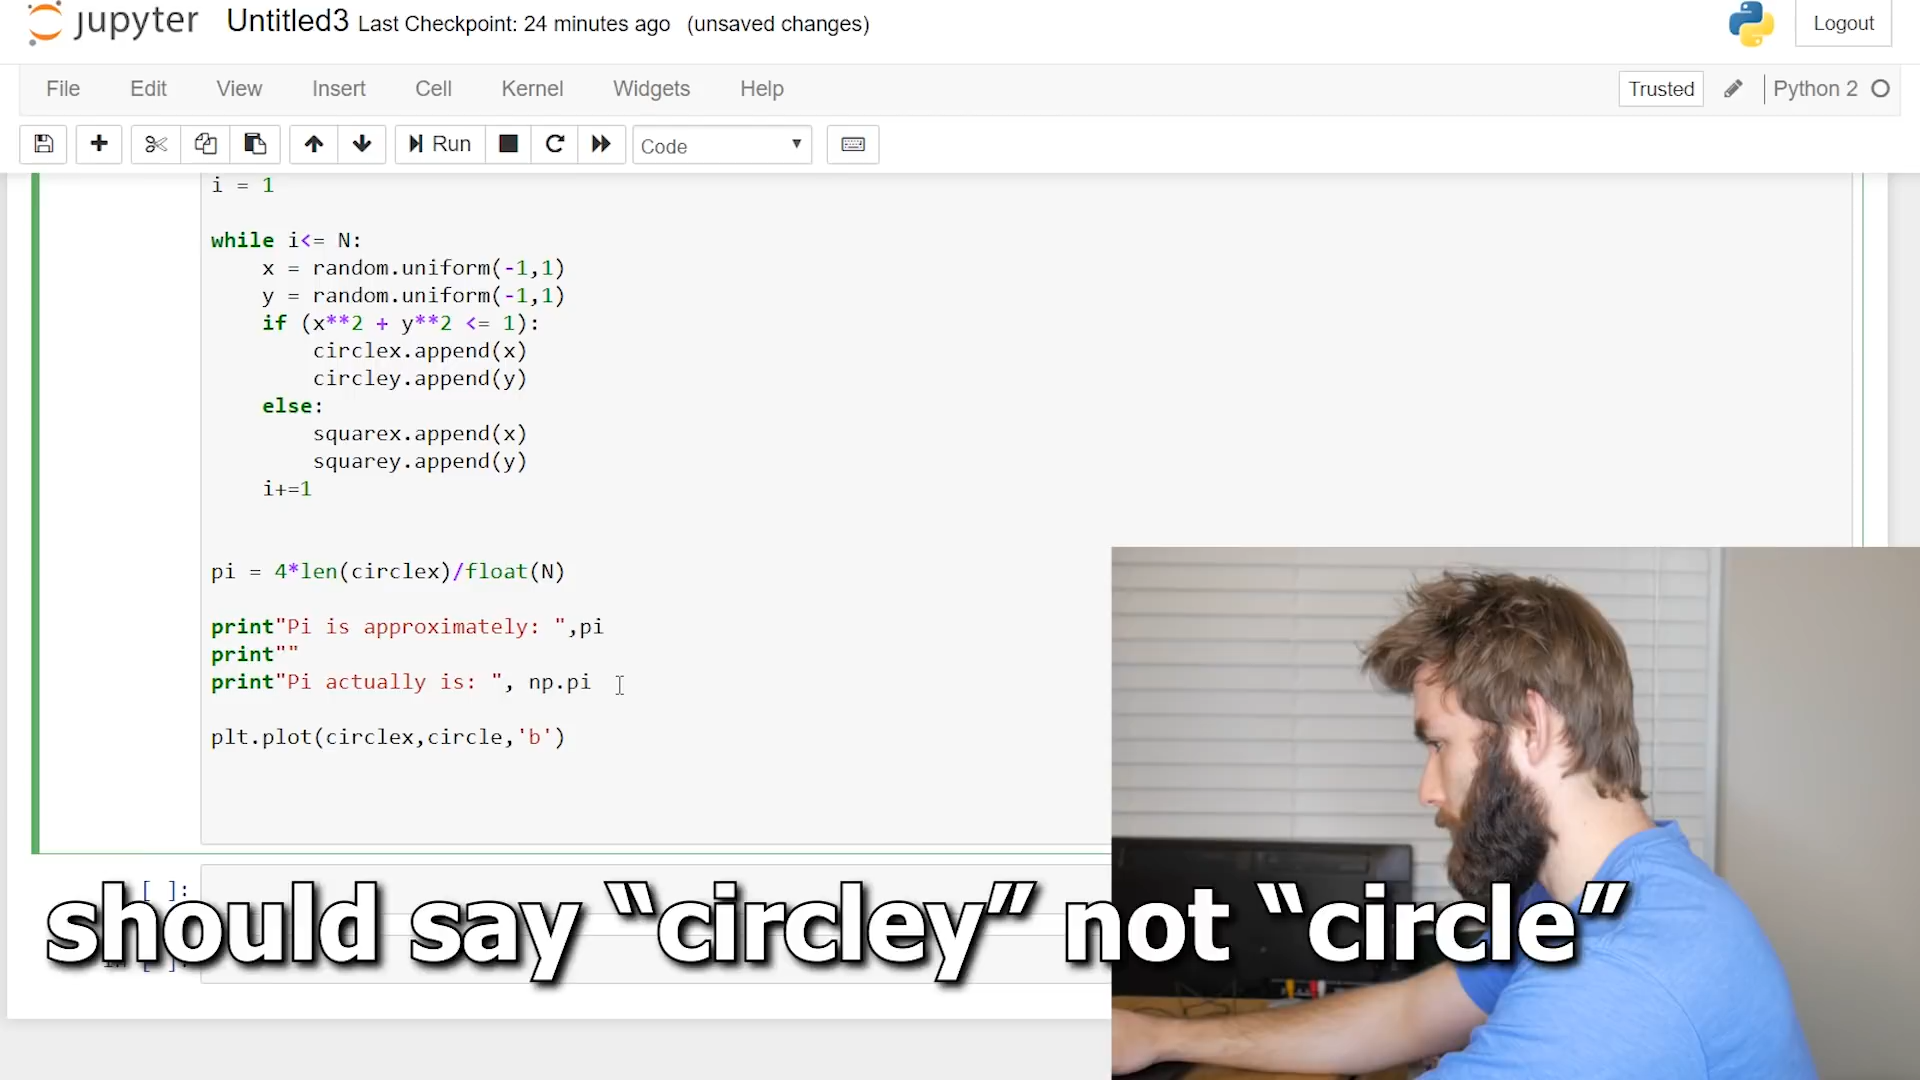 jupyter Untitled3 Last Checkpoint: 24 minutes ago (unsaved changes)
Logout
File Edit View Insert Cell Kernel Widgets Help
Trusted Python 2
Run Code
i = 1
while i<= N:
x = random.uniform(-1,1)
y = random.uniform(-1,1)
if (x**2 + y**2 <= 1):
circlex.append(x)
circley.append(y)
else:
squarex.append(x)
squarey.append(y)
i+=1
pi = 4*len(circlex)/float(N)
print"Pi is approximately: ",pi
print""
print"Pi actually is: ", np.pi
plt.plot(circlex,circle,'b')
[ ]:
should say “circley” not “circle”